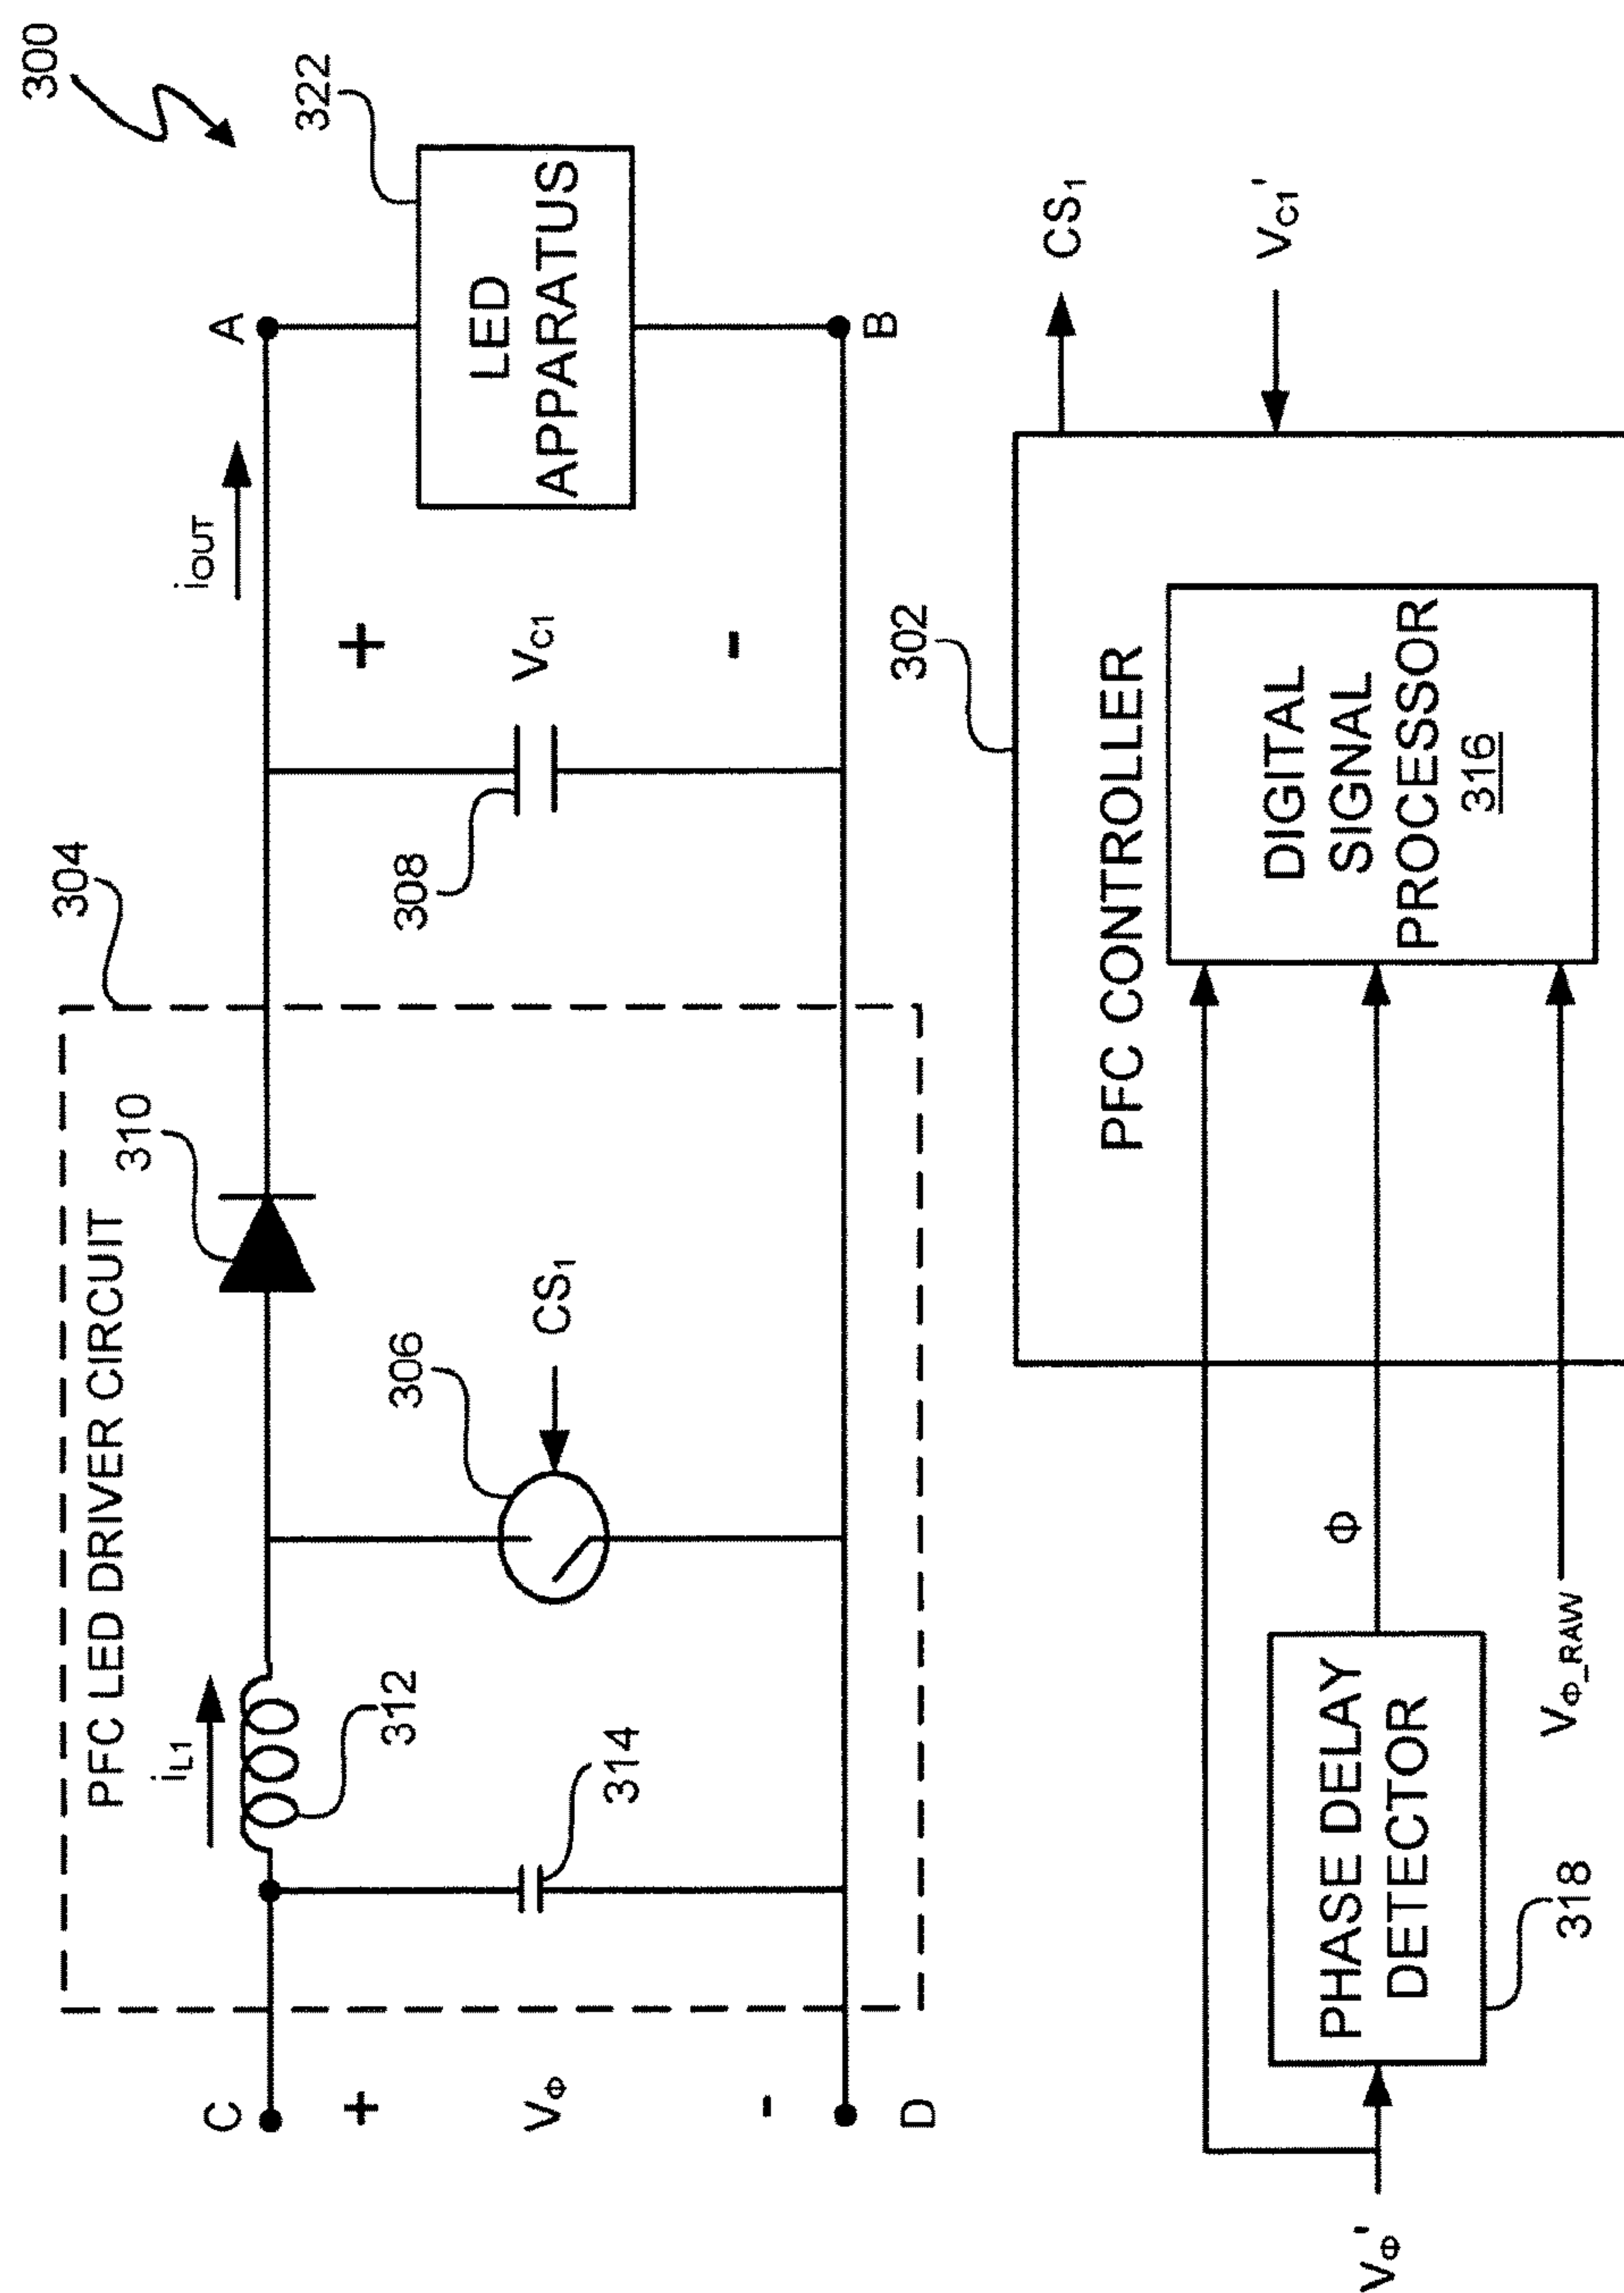 300
304
PFC LED DRIVER CIRCUIT
310
iL1
iOUT
A
322
C
+
VΦ
-
D
312
314
306
CS1
308
+
VC1
-
LED
APPARATUS
B
302
PFC CONTROLLER
CS1
VC1'
DIGITAL
SIGNAL
PROCESSOR
316
VΦ'
PHASE DELAY
DETECTOR
318
Φ
VΦ_RAW